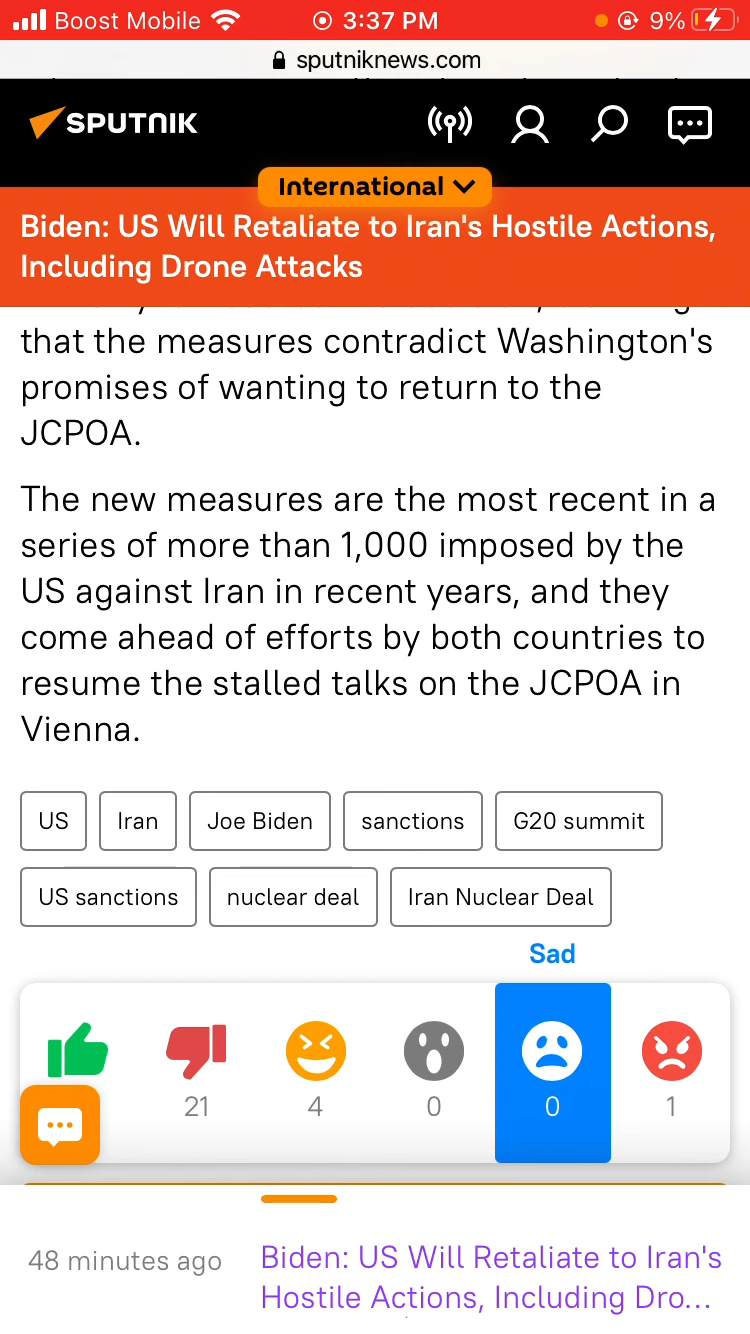 Boost Mobile 3:37 PM 9%
sputniknews.com
SPUTNIK
International
Biden: US Will Retaliate to Iran's Hostile Actions,
Including Drone Attacks
that the measures contradict Washington's
promises of wanting to return to the
JCPOA.
The new measures are the most recent in a
series of more than 1,000 imposed by the
US against Iran in recent years, and they
come ahead of efforts by both countries to
resume the stalled talks on the JCPOA in
Vienna.
US Iran Joe Biden sanctions G20 summit
US sanctions nuclear deal Iran Nuclear Deal
Sad
21 4 0 0 1
48 minutes ago
Biden: US Will Retaliate to Iran's
Hostile Actions, Including Dro...